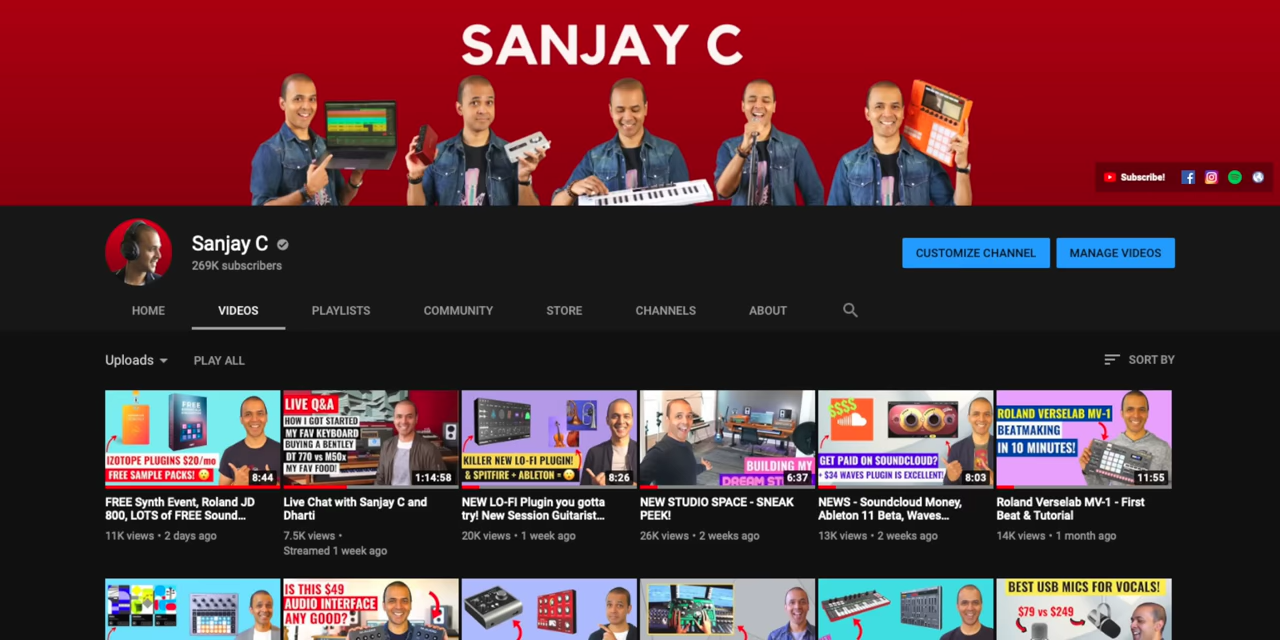 SANJAY C
Subscribe!
Sanjay C
269K subscribers
CUSTOMIZE CHANNEL
MANAGE VIDEOS
HOME
VIDEOS
PLAYLISTS
COMMUNITY
STORE
CHANNELS
ABOUT
Uploads
PLAY ALL
SORT BY
FREE
IZOTOPE PLUGINS $20/mo
FREE SAMPLE PACKS!
8:44
FREE Synth Event, Roland JD
800, LOTS of FREE Sound...
11K views • 2 days ago
LIVE Q&A
HOW I GOT STARTED
MY FAV KEYBOARD
BUYING A BENTLEY
DT 770 vs M50x
MY FAV FOOD!
1:14:58
Live Chat with Sanjay C and
Dharti
7.5K views •
Streamed 1 week ago
KILLER NEW LO-FI PLUGIN!
& SPITFIRE + ABLETON =
8:26
NEW LO-FI Plugin you gotta
try! New Session Guitarist...
20K views • 1 week ago
BUILDING MY
DREAM
6:37
NEW STUDIO SPACE - SNEAK
PEEK!
26K views • 2 weeks ago
$$$$
GET PAID ON SOUNDCLOUD?
+ $34 WAVES PLUGIN IS EXCELLENT!
8:03
NEWS - Soundcloud Money,
Ableton 11 Beta, Waves...
13K views • 2 weeks ago
ROLAND VERSELAB MV-1
BEATMAKING
IN 10 MINUTES!
11:55
Roland Verselab MV-1 - First
Beat & Tutorial
14K views • 1 month ago
IS THIS $49
AUDIO INTERFACE
ANY GOOD?
BEST USB MICS FOR VOCALS!
$79 vs $249